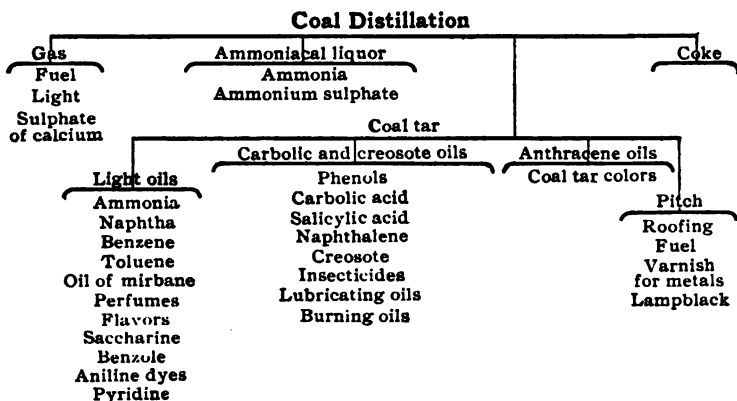 Coal Distillation
Gas
Fuel
Light
Sulphate
of calcium
Ammoniacal liquor
Ammonia
Ammonium sulphate
Coke
Coal tar
Light oils
Ammonia
Naphtha
Benzene
Toluene
Oil of mirbane
Perfumes
Flavors
Saccharine
Benzole
Aniline dyes
Pyridine
Carbolic and creosote oils
Phenols
Carbolic acid
Salicylic acid
Naphthalene
Creosote
Insecticides
Lubricating oils
Burning oils
Anthracene oils
Coal tar colors
Pitch
Roofing
Fuel
Varnish
for metals
Lampblack